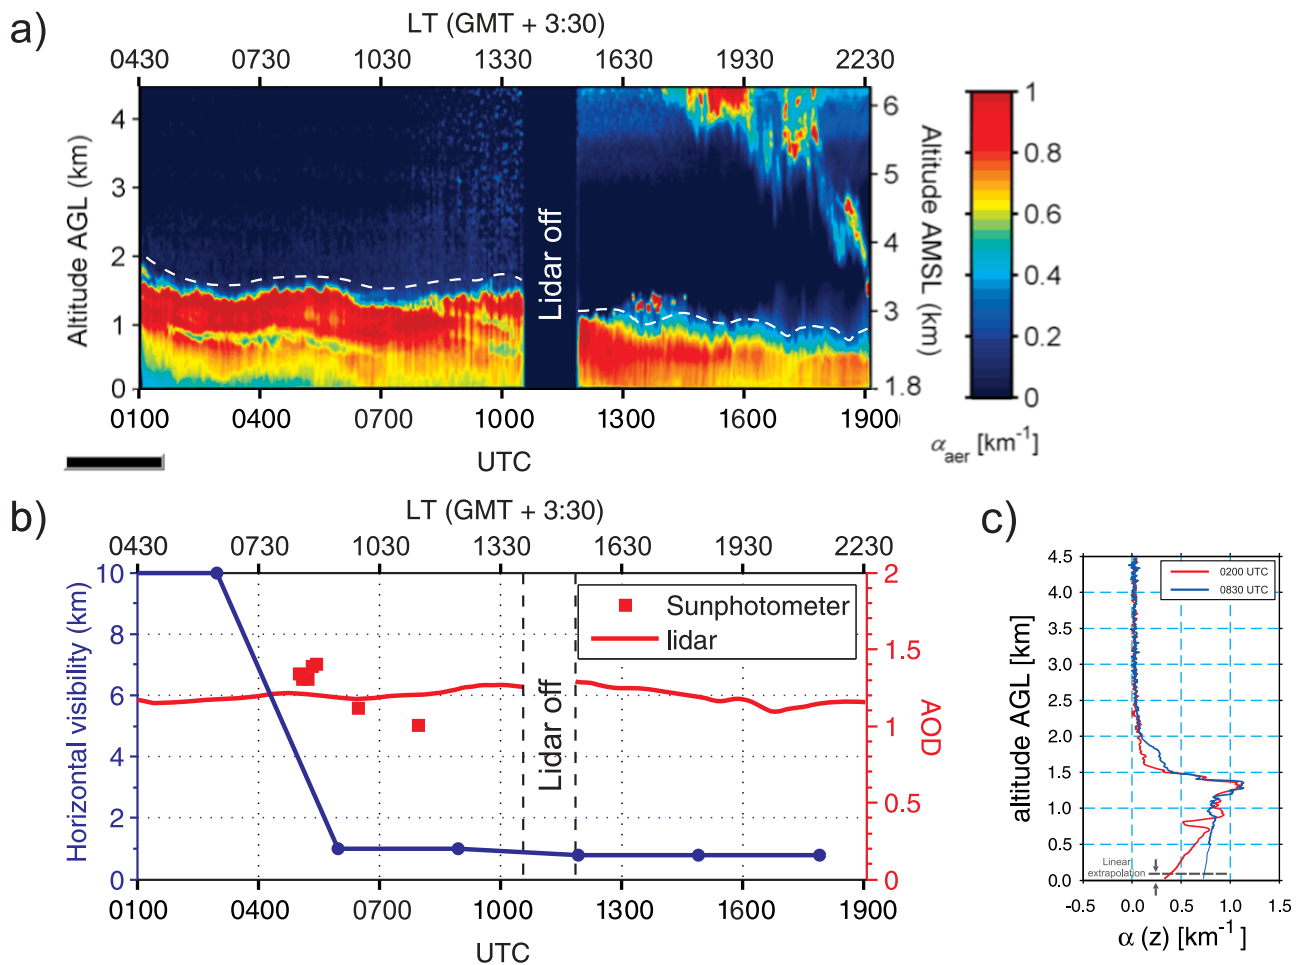 a)
LT (GMT + 3:30)
0430 0730 1030 1330 1630 1930 2230
Altitude AGL (km)
4
3
2
1
0
Lidar off
6
5
4
3
1.8
Altitude AMSL (km)
1
0.8
0.6
0.4
0.2
0
α aer [km-1]
0100 0400 0700 1000 1300 1600 1900
UTC
b)
LT (GMT + 3:30)
0430 0730 1030 1330 1630 1930 2230
Horizontal visibility (km)
10
8
6
4
2
0
Sunphotometer
lidar
Lidar off
2
1.5
1
0.5
0
AOD
0100 0400 0700 1000 1300 1600 1900
UTC
c)
altitude AGL [km]
4.5
4.0
3.5
3.0
2.5
2.0
1.5
1.0
0.5
0.0
0200 UTC
0830 UTC
Linear
extrapolation
-0.5 0.0 0.5 1.0 1.5
α (z) [km-1]